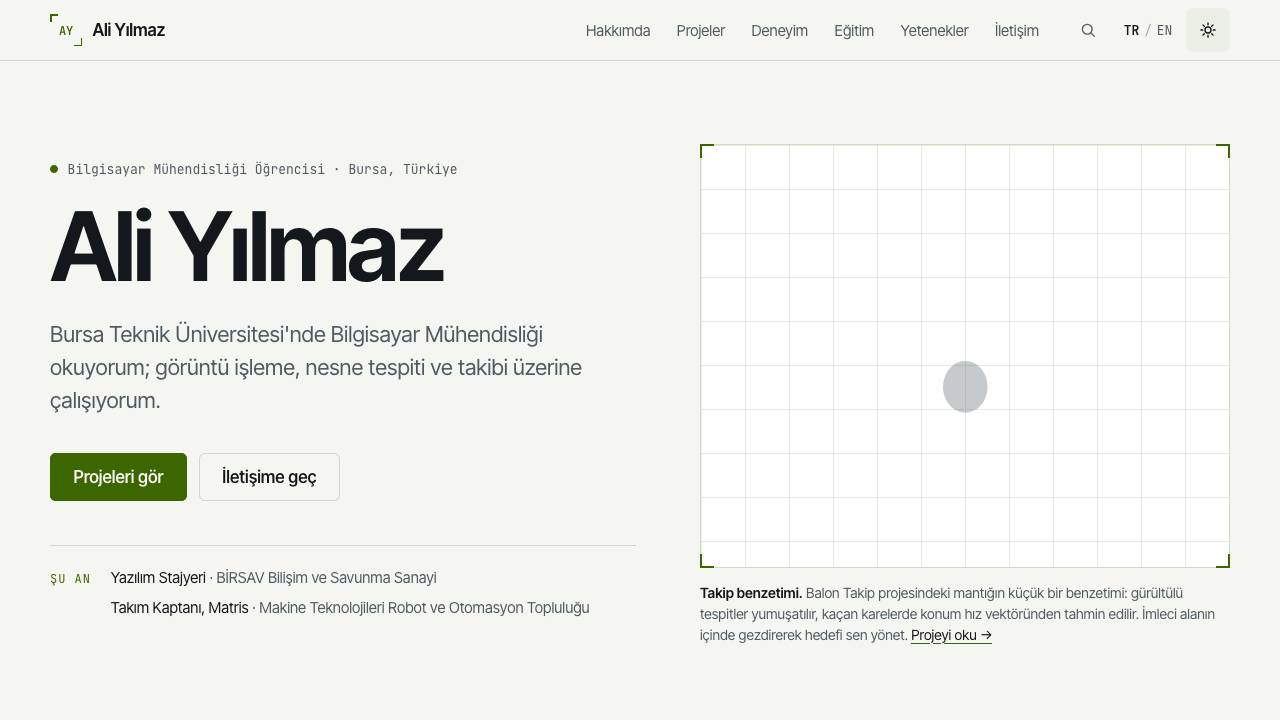 AY
Ali Yılmaz
Hakkımda
Projeler
Deneyim
Eğitim
Yetenekler
İletişim
TR / EN
Bilgisayar Mühendisliği Öğrencisi · Bursa, Türkiye
Ali Yılmaz
Bursa Teknik Üniversitesi'nde Bilgisayar Mühendisliği
okuyorum; görüntü işleme, nesne tespiti ve takibi üzerine
çalışıyorum.
Projeleri gör
İletişime geç
ŞU AN
Yazılım Stajyeri · BİRSAV Bilişim ve Savunma Sanayi
Takım Kaptanı, Matris · Makine Teknolojileri Robot ve Otomasyon Topluluğu
Takip benzetimi. Balon Takip projesindeki mantığın küçük bir benzetimi: gürültülü
tespitler yumuşatılır, kaçan karelerde konum hız vektöründen tahmin edilir. İmleci alanın
içinde gezdirerek hedefi sen yönet. Projeyi oku →